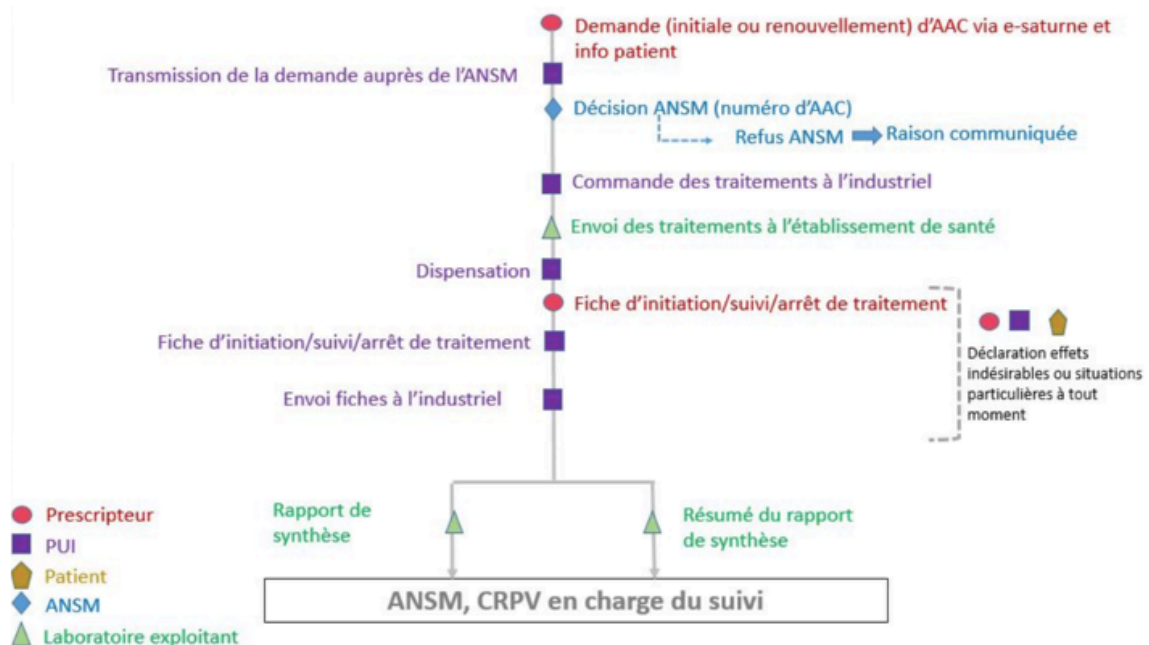 Demande (initiale ou renouvellement) d’AAC via e-saturne et
info patient
Transmission de la demande auprès de l’ANSM
Décision ANSM (numéro d’AAC)
Refus ANSM
Raison communiquée
Commande des traitements à l’industriel
Envoi des traitements à l’établissement de santé
Dispensation
Fiche d’initiation/suivi/arrêt de traitement
Fiche d’initiation/suivi/arrêt de traitement
Déclaration effets
indésirables ou situations
particulières à tout
moment
Envoi fiches à l’industriel
Rapport de
synthèse
Résumé du rapport
de synthèse
ANSM, CRPV en charge du suivi
Prescripteur
PUI
Patient
ANSM
Laboratoire exploitant